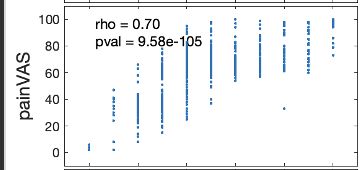 rho = 0.70
pval = 9.58e-105
painVAS
100
80
60
40
20
0